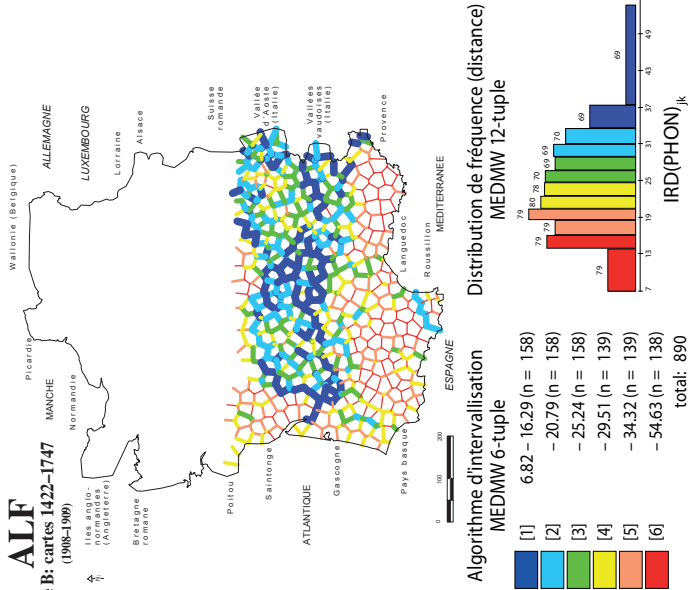 ALF
e B: cartes 1422–1747
(1908–1909)
N
Iles anglo-
normandes
(Angleterre)
Bretagne
romane
MANCHE
Normandie
Picardie
Wallonie (Belgique)
ALLEMAGNE
LUXEMBOURG
Lorraine
Alsace
Suisse
romande
Vallée
d'Aoste
(Italie)
Vallées
vaudoises
(Italie)
Provence
Poitou
Saintonge
ATLANTIQUE
Gascogne
Pays basque
ESPAGNE
Languedoc
Roussillon
MEDITERRANEE
0 100 200
Algorithme d'intervallisation
MEDMW 6-tuple
[1] 6.82 – 16.29 (n = 158)
[2] – 20.79 (n = 158)
[3] – 25.24 (n = 158)
[4] – 29.51 (n = 139)
[5] – 34.32 (n = 139)
[6] – 54.63 (n = 138)
total: 890
Distribution de fréquence (distance)
MEDMW 12-tuple
79 79 79 79 80 78 70 69 69 70 69 69
7 13 19 25 31 37 43 49
IRD(PHON)jk